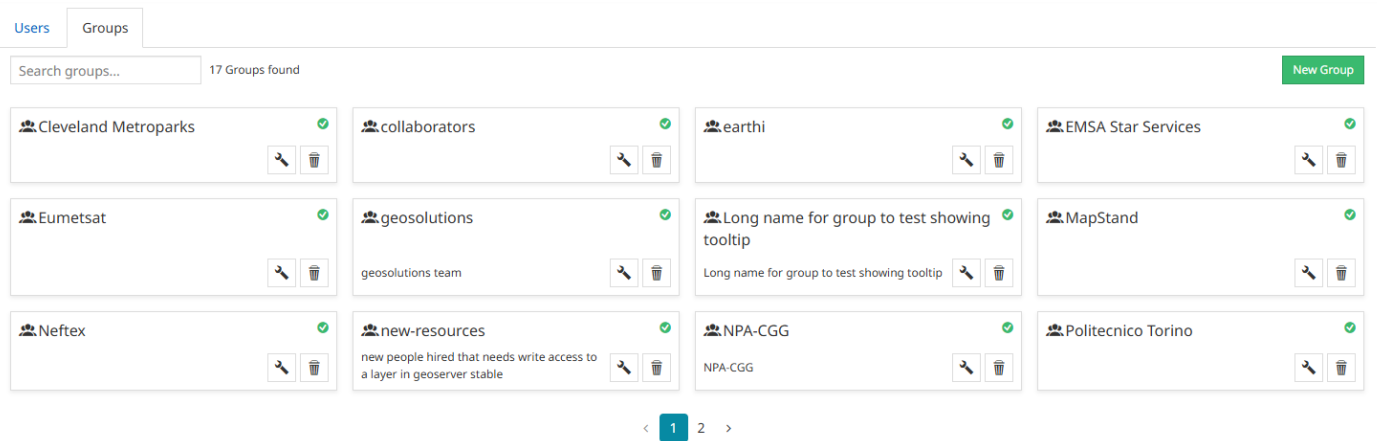 Users
Groups
Search groups...
17 Groups found
New Group
Cleveland Metroparks
collaborators
earthi
EMSA Star Services
Eumetsat
geosolutions
geosolutions team
Long name for group to test showing
tooltip
Long name for group to test showing tooltip
MapStand
Neftex
new-resources
new people hired that needs write access to
a layer in geoserver stable
NPA-CGG
NPA-CGG
Politecnico Torino
‹ 1 2 ›